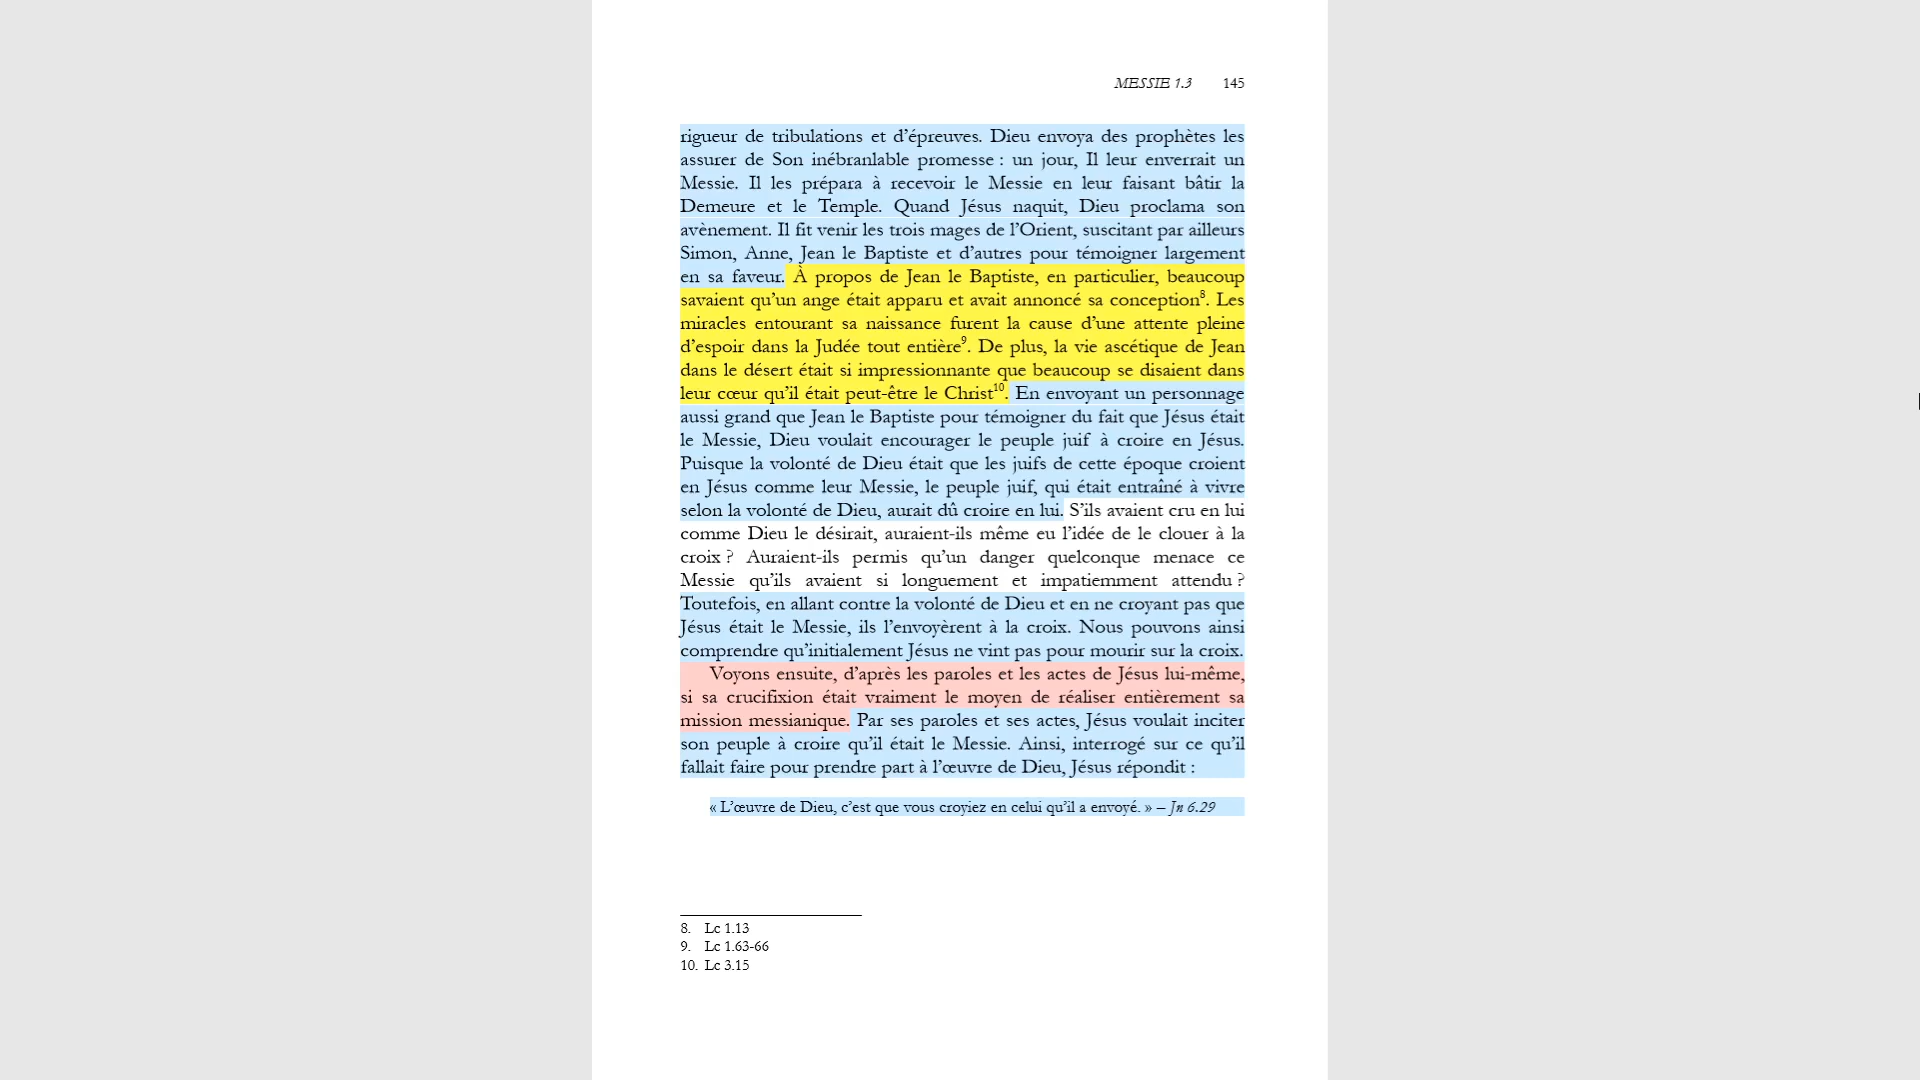 MESSIE 1.3 145
rigueur de tribulations et d’épreuves. Dieu envoya des prophètes les
assurer de Son inébranlable promesse : un jour, Il leur enverrait un
Messie. Il les prépara à recevoir le Messie en leur faisant bâtir la
Demeure et le Temple. Quand Jésus naquit, Dieu proclama son
avènement. Il fit venir les trois mages de l’Orient, suscitant par ailleurs
Simon, Anne, Jean le Baptiste et d’autres pour témoigner largement
en sa faveur. À propos de Jean le Baptiste, en particulier, beaucoup
savaient qu’un ange était apparu et avait annoncé sa conception⁸. Les
miracles entourant sa naissance furent la cause d’une attente pleine
d’espoir dans la Judée tout entière⁹. De plus, la vie ascétique de Jean
dans le désert était si impressionnante que beaucoup se disaient dans
leur cœur qu’il était peut-être le Christ¹⁰. En envoyant un personnage
aussi grand que Jean le Baptiste pour témoigner du fait que Jésus était
le Messie, Dieu voulait encourager le peuple juif à croire en Jésus.
Puisque la volonté de Dieu était que les juifs de cette époque croient
en Jésus comme leur Messie, le peuple juif, qui était entraîné à vivre
selon la volonté de Dieu, aurait dû croire en lui. S’ils avaient cru en lui
comme Dieu le désirait, auraient-ils même eu l’idée de le clouer à la
croix ? Auraient-ils permis qu’un danger quelconque menace ce
Messie qu’ils avaient si longuement et impatiemment attendu ?
Toutefois, en allant contre la volonté de Dieu et en ne croyant pas que
Jésus était le Messie, ils l’envoyèrent à la croix. Nous pouvons ainsi
comprendre qu’initialement Jésus ne vint pas pour mourir sur la croix.
Voyons ensuite, d’après les paroles et les actes de Jésus lui-même,
si sa crucifixion était vraiment le moyen de réaliser entièrement sa
mission messianique. Par ses paroles et ses actes, Jésus voulait inciter
son peuple à croire qu’il était le Messie. Ainsi, interrogé sur ce qu’il
fallait faire pour prendre part à l’œuvre de Dieu, Jésus répondit :
« L’œuvre de Dieu, c’est que vous croyiez en celui qu’il a envoyé. » – Jn 6.29
8. Lc 1.13
9. Lc 1.63-66
10. Lc 3.15